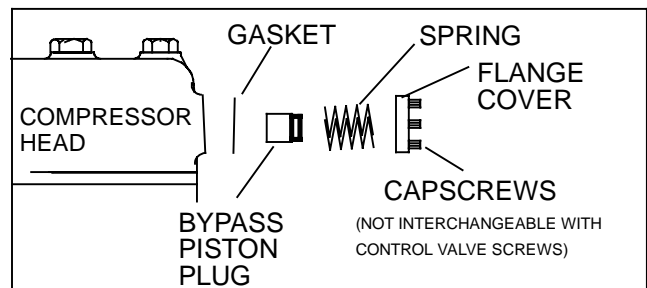 GASKET
SPRING
FLANGE
COVER
COMPRESSOR
HEAD
CAPSCREWS
(NOT INTERCHANGEABLE WITH
CONTROL VALVE SCREWS)
BYPASS
PISTON
PLUG